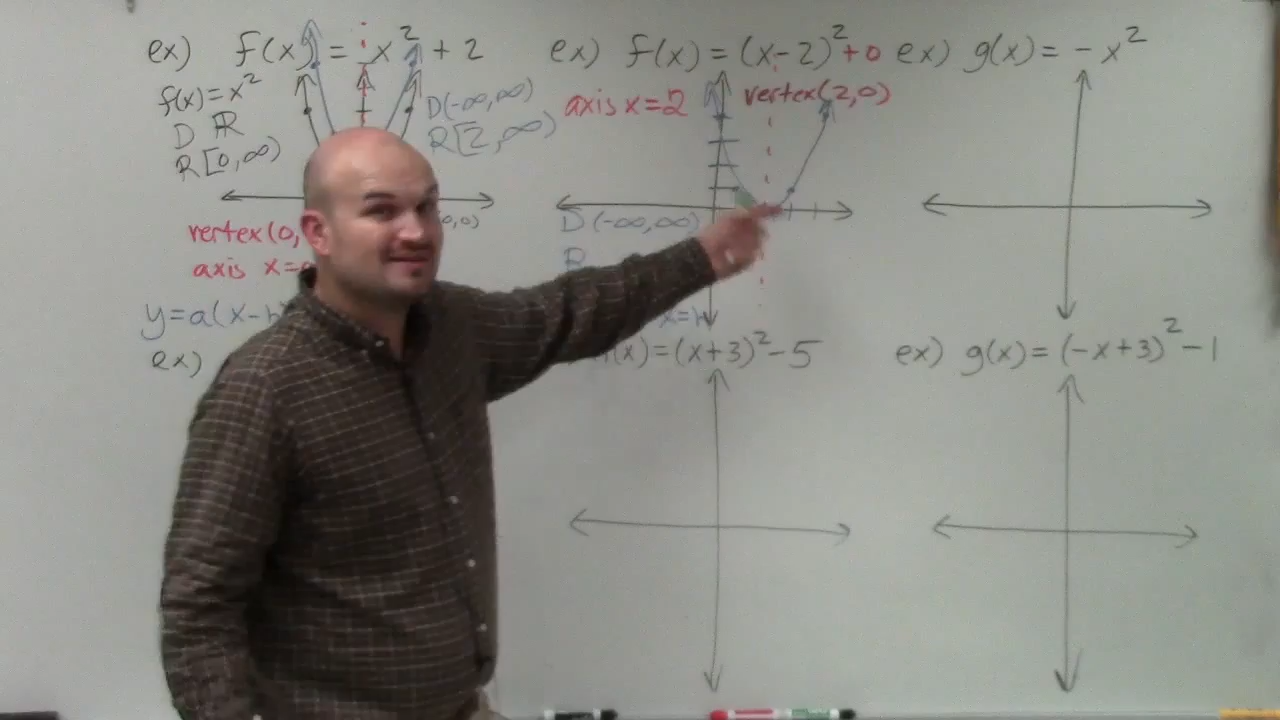 ex) f(x) = x² + 2
f(x) = x²
D ℝ
R [0, ∞)
D (-∞, ∞)
R [2, ∞)
0,0)
vertex (0,
axis x =
y = a(x-h
ex)
ex) f(x) = (x-2)² + 0
axis x = 2
vertex (2,0)
D (-∞, ∞)
R
x=h
(x) = (x+3)² - 5
ex) g(x) = - x²
ex) g(x) = (-x+3)² - 1